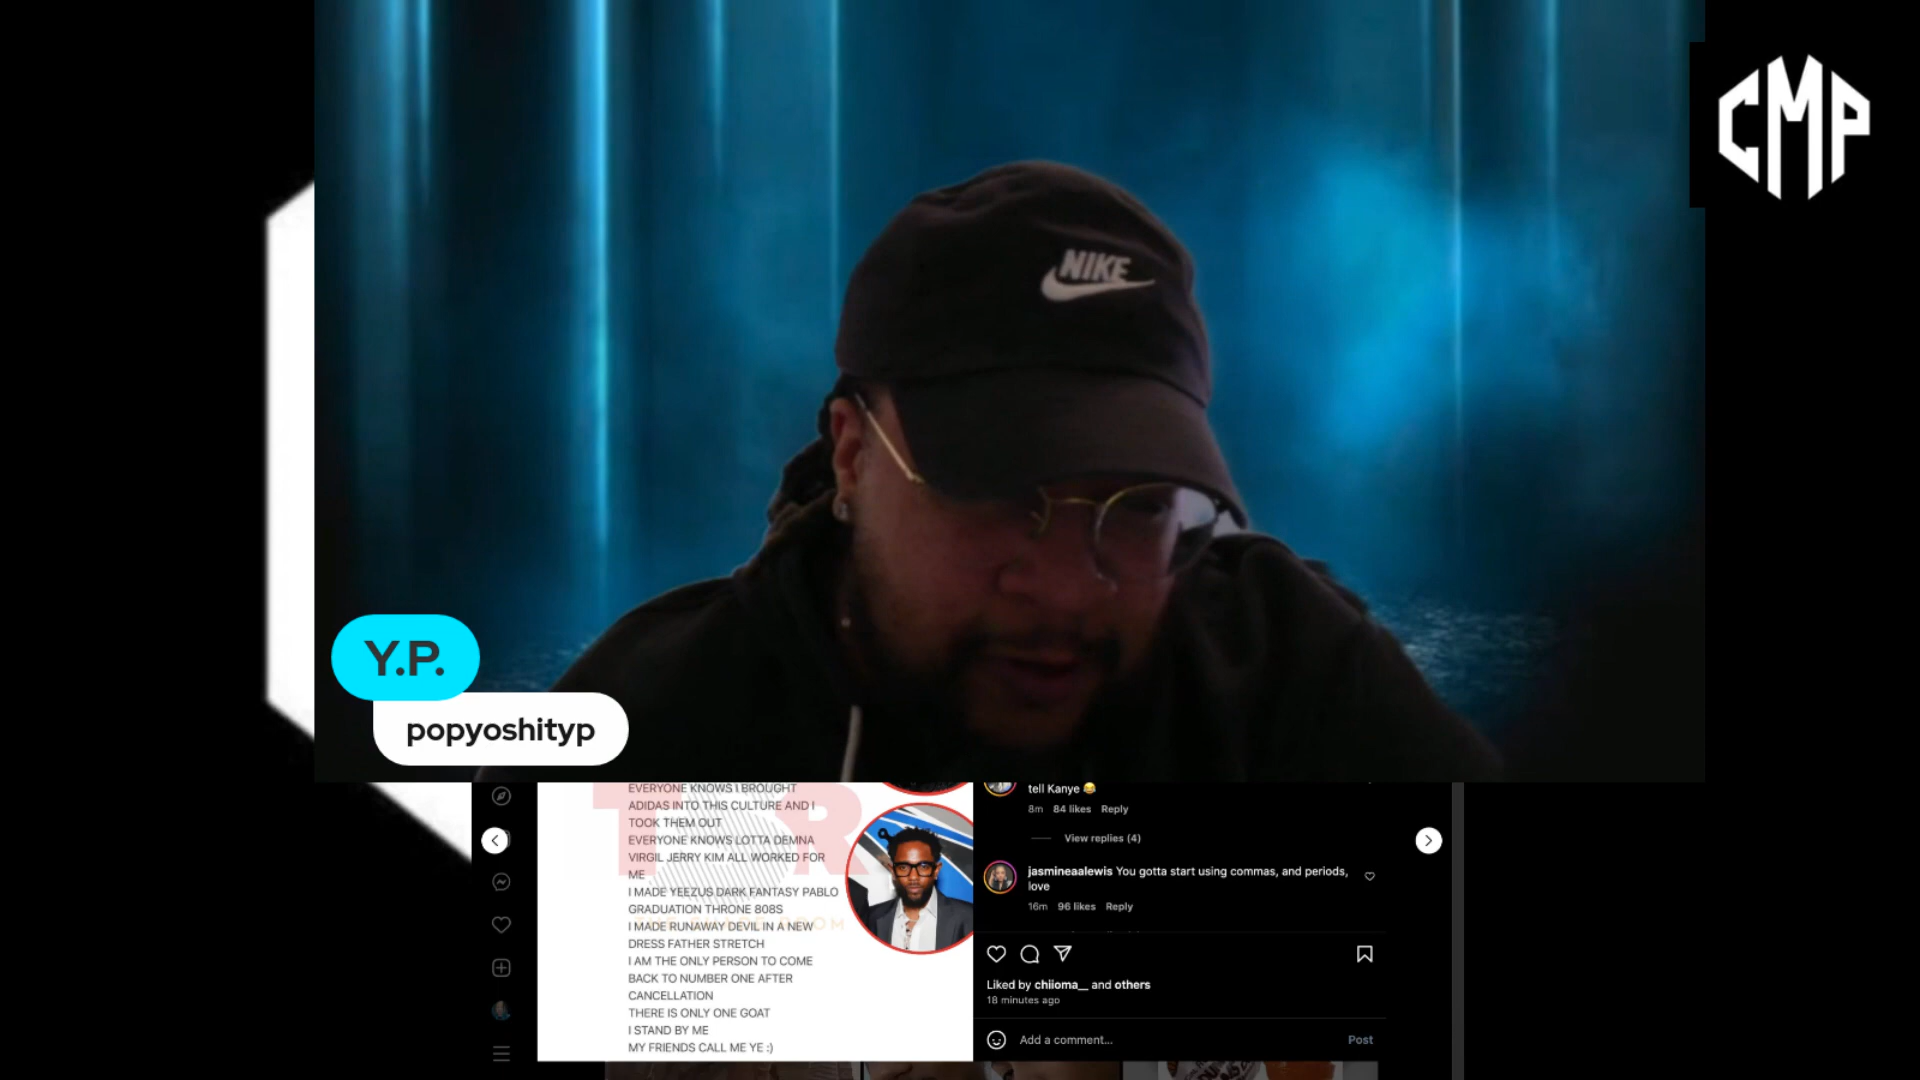 CMP
NIKE
Y.P.
popyoshityp
EVERYONE KNOWS I BROUGHT
ADIDAS INTO THIS CULTURE AND I
TOOK THEM OUT
EVERYONE KNOWS LOTTA DEMNA
VIRGIL JERRY KIM ALL WORKED FOR
ME
I MADE YEEZUS DARK FANTASY PABLO
GRADUATION THRONE 808S
I MADE RUNAWAY DEVIL IN A NEW
DRESS FATHER STRETCH
I AM THE ONLY PERSON TO COME
BACK TO NUMBER ONE AFTER
CANCELLATION
THERE IS ONLY ONE GOAT
I STAND BY ME
MY FRIENDS CALL ME YE :)
tell Kanye 😂
8m 84 likes Reply
View replies (4)
jasmineaalewis You gotta start using commas, and periods,
love
16m 96 likes Reply
Liked by chiioma__ and others
18 minutes ago
Add a comment...
Post